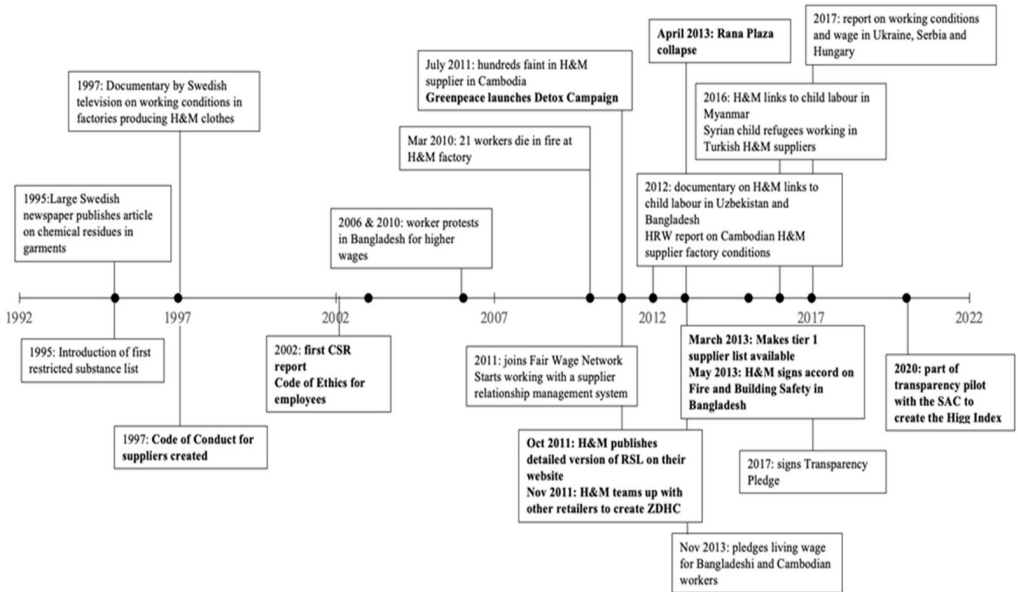 1997: Documentary by Swedish
television on working conditions in
factories producing H&M clothes
1995:Large Swedish
newspaper publishes article
on chemical residues in
garments
2006 & 2010: worker protests
in Bangladesh for higher
wages
Mar 2010: 21 workers die in fire at
H&M factory
July 2011: hundreds faint in H&M
supplier in Cambodia
Greenpeace launches Detox Campaign
April 2013: Rana Plaza
collapse
2017: report on working conditions
and wage in Ukraine, Serbia and
Hungary
2016: H&M links to child labour in
Myanmar
Syrian child refugees working in
Turkish H&M suppliers
2012: documentary on H&M links to
child labour in Uzbekistan and
Bangladesh
HRW report on Cambodian H&M
supplier factory conditions
1992 1997 2002 2007 2012 2017 2022
1995: Introduction of first
restricted substance list
1997: Code of Conduct for
suppliers created
2002: first CSR
report
Code of Ethics for
employees
2011: joins Fair Wage Network
Starts working with a supplier
relationship management system
Oct 2011: H&M publishes
detailed version of RSL on their
website
Nov 2011: H&M teams up with
other retailers to create ZDHC
March 2013: Makes tier 1
supplier list available
May 2013: H&M signs accord on
Fire and Building Safety in
Bangladesh
Nov 2013: pledges living wage
for Bangladeshi and Cambodian
workers
2017: signs Transparency
Pledge
2020: part of
transparency pilot
with the SAC to
create the Higg Index